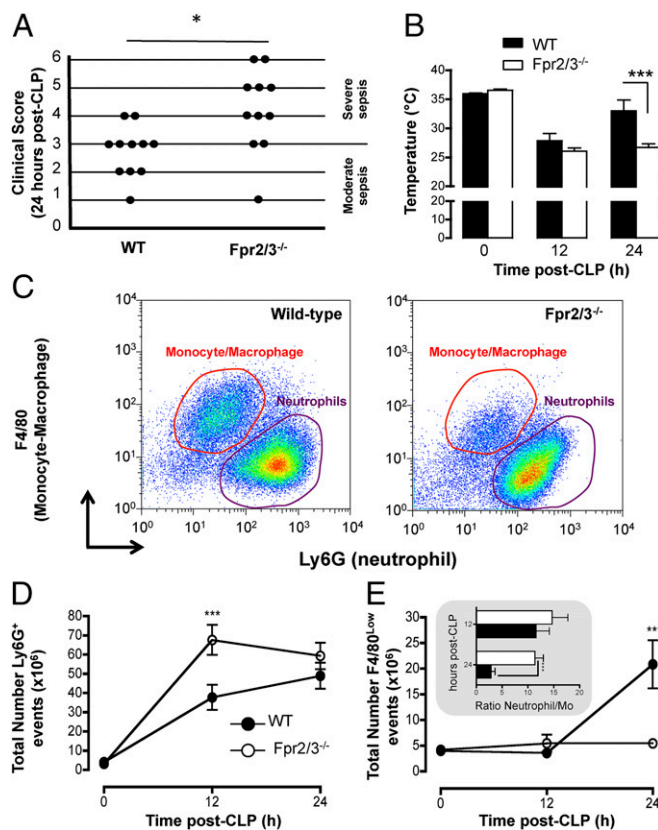 A
*
Clinical Score
(24 hours post-CLP)
6
5
4
3
2
1
0
Severe
sepsis
Moderate
sepsis
WT
Fpr2/3-/-
B
WT
Fpr2/3-/-
***
Temperature (°C)
40
35
30
25
20
20
10
0
0
12
24
Time post-CLP (h)
C
F4/80
(Monocyte-Macrophage)
10⁴
10³
10²
10¹
10⁰
Wild-type
Monocyte/Macrophage
Neutrophils
10⁰
10¹
10²
10³
10⁴
10⁴
10³
10²
10¹
10⁰
Fpr2/3-/-
Monocyte/Macrophage
Neutrophils
10⁰
10¹
10²
10³
10⁴
Ly6G (neutrophil)
D
Total Number Ly6G⁺
events (x10⁶)
80
70
60
50
40
30
20
10
0
***
WT
Fpr2/3-/-
0
12
24
Time post-CLP (h)
E
Total Number F4/80ᴸᵒʷ
events (x10⁶)
30
25
20
15
10
5
0
hours post-CLP
12
24
0
5
10
15
20
Ratio Neutrophil/Mo
**
0
12
24
Time post-CLP (h)